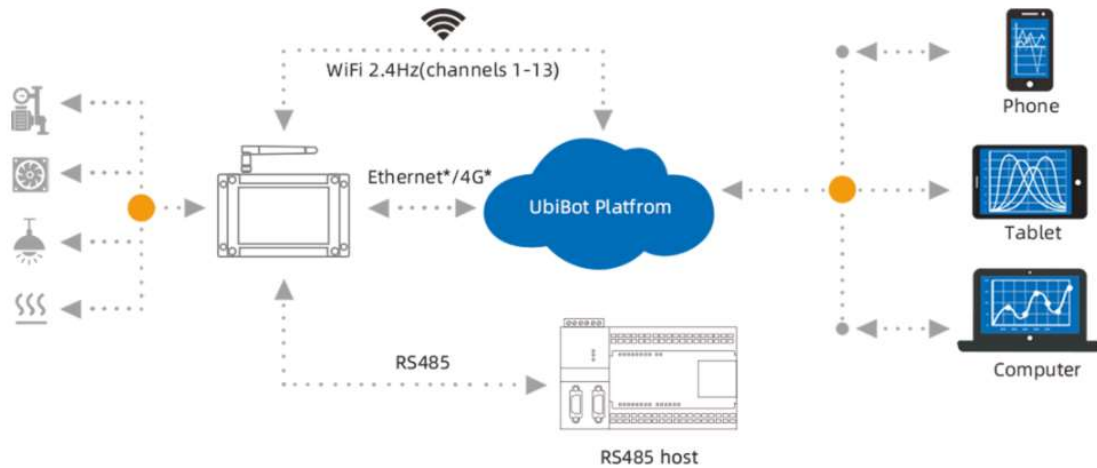 WiFi 2.4Hz(channels 1-13)
Phone
Ethernet*/4G*
UbiBot Platfrom
Tablet
RS485
Computer
RS485 host